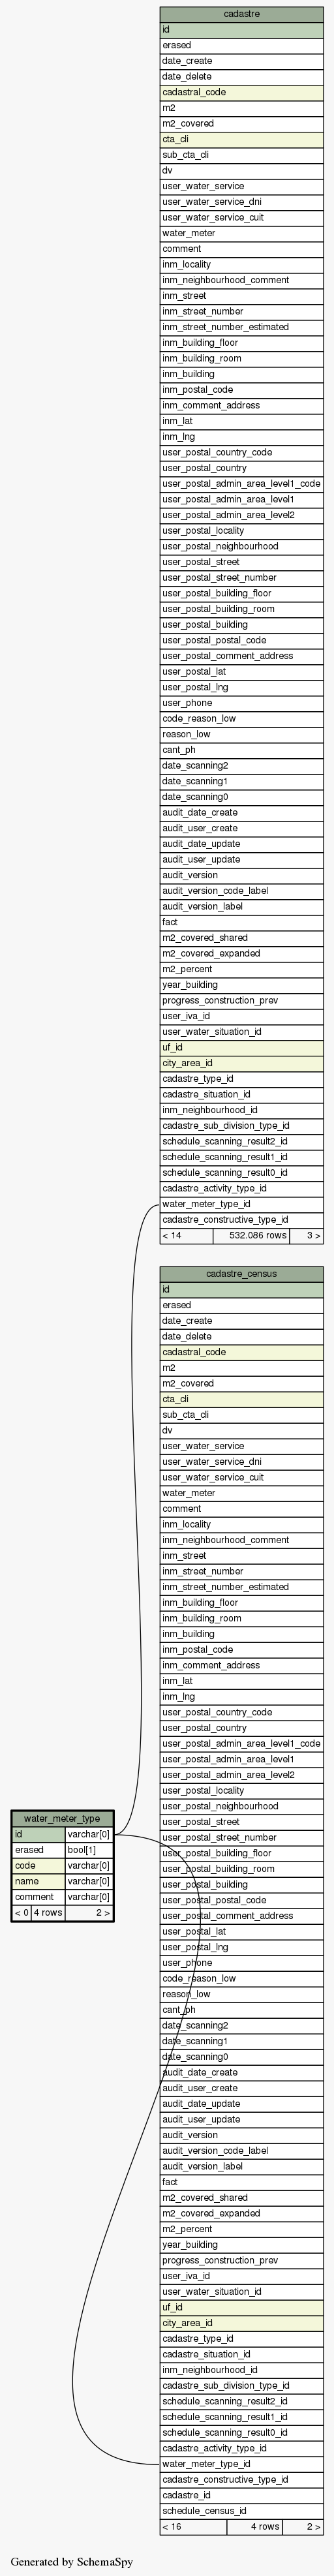 cadastre
id
erased
date_create
date_delete
cadastral_code
m2
m2_covered
cta_cli
sub_cta_cli
dv
user_water_service
user_water_service_dni
user_water_service_cuit
water_meter
comment
inm_locality
inm_neighbourhood_comment
inm_street
inm_street_number
inm_street_number_estimated
inm_building_floor
inm_building_room
inm_building
inm_postal_code
inm_comment_address
inm_lat
inm_lng
user_postal_country_code
user_postal_country
user_postal_admin_area_level1_code
user_postal_admin_area_level1
user_postal_admin_area_level2
user_postal_locality
user_postal_neighbourhood
user_postal_street
user_postal_street_number
user_postal_building_floor
user_postal_building_room
user_postal_building
user_postal_postal_code
user_postal_comment_address
user_postal_lat
user_postal_lng
user_phone
code_reason_low
reason_low
cant_ph
date_scanning2
date_scanning1
date_scanning0
audit_date_create
audit_user_create
audit_date_update
audit_user_update
audit_version
audit_version_code_label
audit_version_label
fact
m2_covered_shared
m2_covered_expanded
m2_percent
year_building
progress_construction_prev
user_iva_id
user_water_situation_id
uf_id
city_area_id
cadastre_type_id
cadastre_situation_id
inm_neighbourhood_id
cadastre_sub_division_type_id
schedule_scanning_result2_id
schedule_scanning_result1_id
schedule_scanning_result0_id
cadastre_activity_type_id
water_meter_type_id
cadastre_constructive_type_id
< 14 532.086 rows 3 >
cadastre_census
id
erased
date_create
date_delete
cadastral_code
m2
m2_covered
cta_cli
sub_cta_cli
dv
user_water_service
user_water_service_dni
user_water_service_cuit
water_meter
comment
inm_locality
inm_neighbourhood_comment
inm_street
inm_street_number
inm_street_number_estimated
inm_building_floor
inm_building_room
inm_building
inm_postal_code
inm_comment_address
inm_lat
inm_lng
user_postal_country_code
user_postal_country
user_postal_admin_area_level1_code
user_postal_admin_area_level1
user_postal_admin_area_level2
user_postal_locality
user_postal_neighbourhood
user_postal_street
user_postal_street_number
user_postal_building_floor
user_postal_building_room
user_postal_building
user_postal_postal_code
user_postal_comment_address
user_postal_lat
user_postal_lng
user_phone
code_reason_low
reason_low
cant_ph
date_scanning2
date_scanning1
date_scanning0
audit_date_create
audit_user_create
audit_date_update
audit_user_update
audit_version
audit_version_code_label
audit_version_label
fact
m2_covered_shared
m2_covered_expanded
m2_percent
year_building
progress_construction_prev
user_iva_id
user_water_situation_id
uf_id
city_area_id
cadastre_type_id
cadastre_situation_id
inm_neighbourhood_id
cadastre_sub_division_type_id
schedule_scanning_result2_id
schedule_scanning_result1_id
schedule_scanning_result0_id
cadastre_activity_type_id
water_meter_type_id
cadastre_constructive_type_id
cadastre_id
schedule_census_id
< 16 4 rows 2 >
water_meter_type
id varchar[0]
erased bool[1]
code varchar[0]
name varchar[0]
comment varchar[0]
< 0 4 rows 2 >
Generated by SchemaSpy